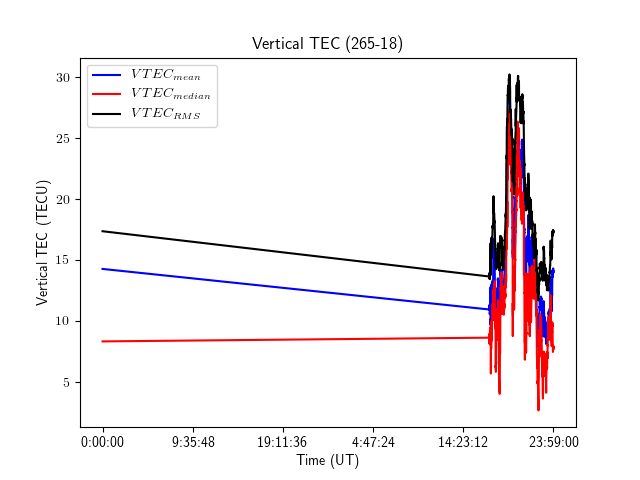 Vertical TEC (265-18)
VTEC_mean
VTEC_median
VTEC_RMS
Vertical TEC (TECU)
30
25
20
15
10
5
0:00:00 9:35:48 19:11:36 4:47:24 14:23:12 23:59:00
Time (UT)